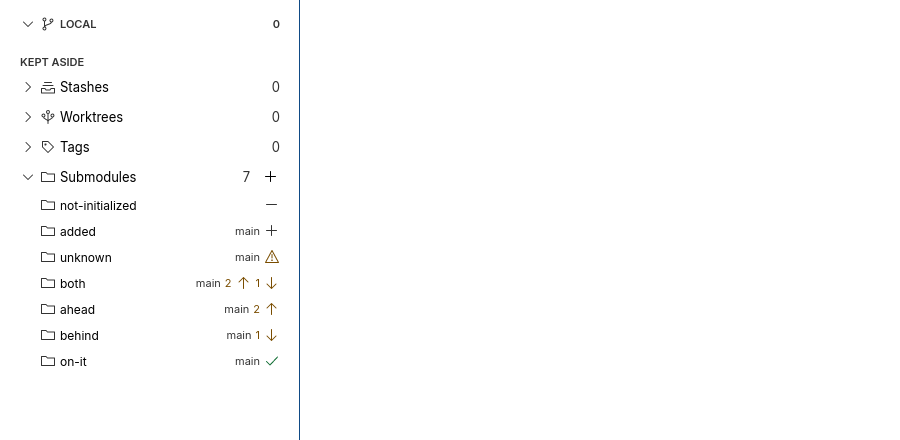 LOCAL 0
KEPT ASIDE
Stashes 0
Worktrees 0
Tags 0
Submodules 7
not-initialized
added main
unknown main
both main 2 1
ahead main 2
behind main 1
on-it main